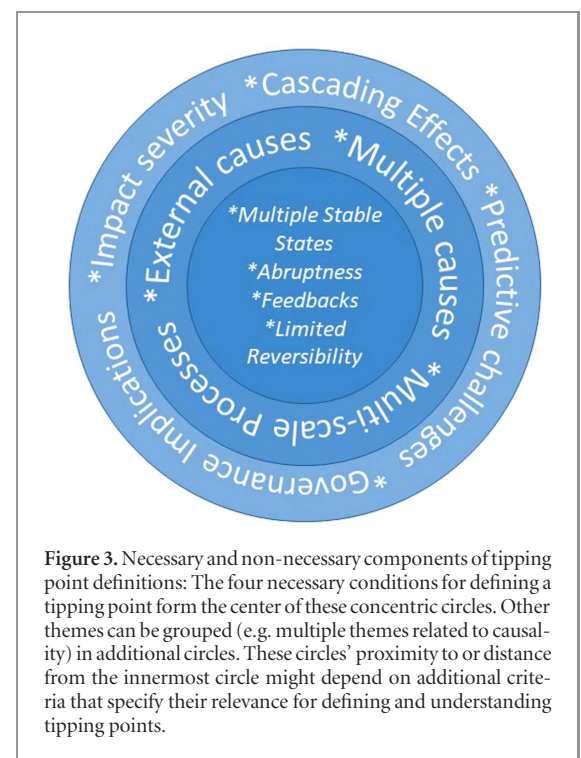 *Impact severity *Cascading Effects *Predictive challenges *Governance Implications
*External causes *Multiple causes *Multi-scale Processes
*Multiple Stable
States
*Abruptness
*Feedbacks
*Limited
Reversibility
Figure 3. Necessary and non-necessary components of tipping
point definitions: The four necessary conditions for defining a
tipping point form the center of these concentric circles. Other
themes can be grouped (e.g. multiple themes related to causal-
ity) in additional circles. These circles’ proximity to or distance
from the innermost circle might depend on additional crite-
ria that specify their relevance for defining and understanding
tipping points.